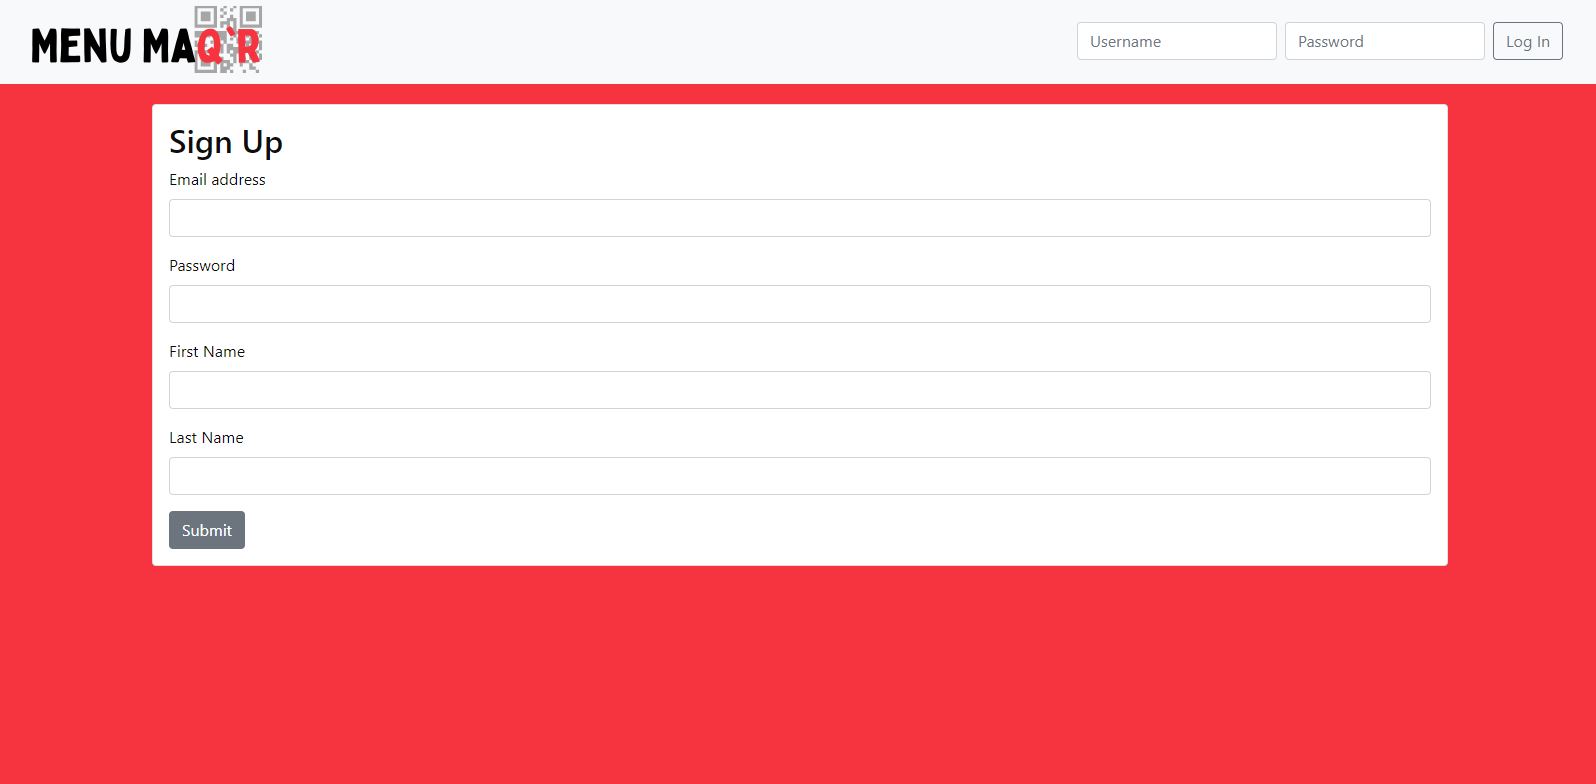 MENU MAQ`R
Username
Password
Log In
Sign Up
Email address
Password
First Name
Last Name
Submit